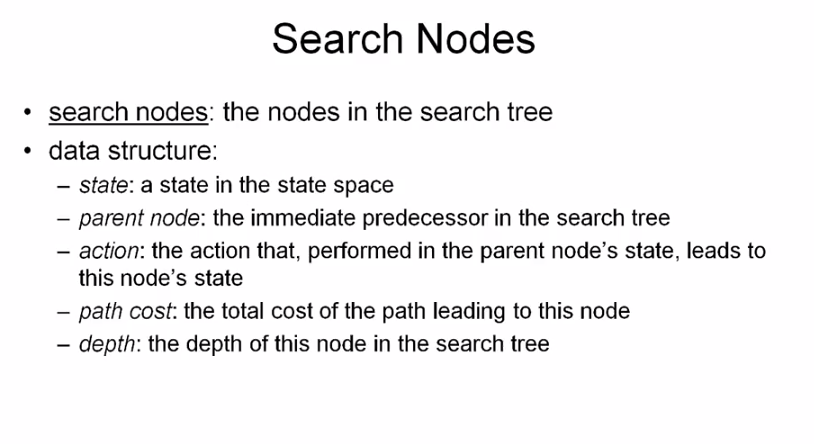 Search Nodes
• search nodes: the nodes in the search tree
• data structure:
– state: a state in the state space
– parent node: the immediate predecessor in the search tree
– action: the action that, performed in the parent node's state, leads to
this node's state
– path cost: the total cost of the path leading to this node
– depth: the depth of this node in the search tree